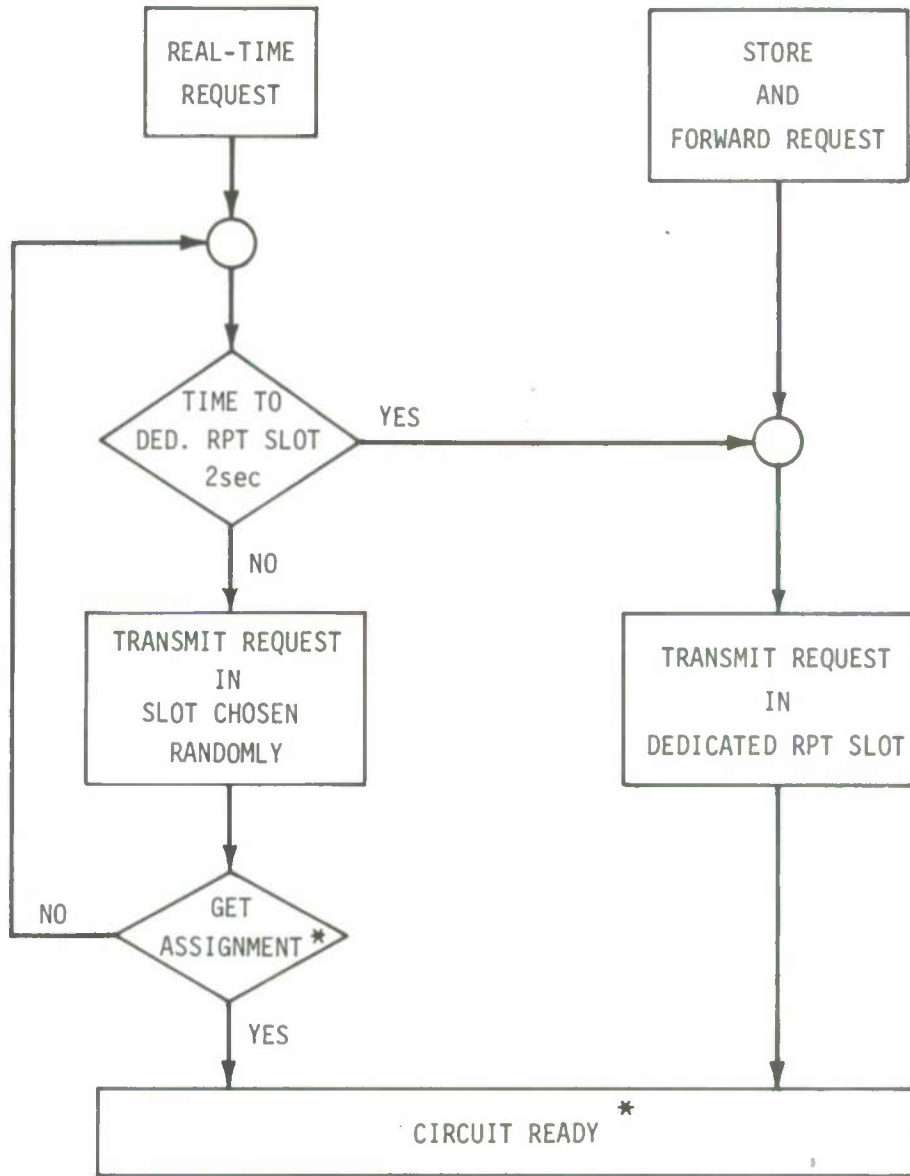 REAL-TIME
REQUEST
STORE
AND
FORWARD REQUEST
TIME TO
DED. RPT SLOT
2sec
YES
NO
TRANSMIT REQUEST
IN
SLOT CHOSEN
RANDOMLY
TRANSMIT REQUEST
IN
DEDICATED RPT SLOT
GET
ASSIGNMENT *
NO
YES
CIRCUIT READY *